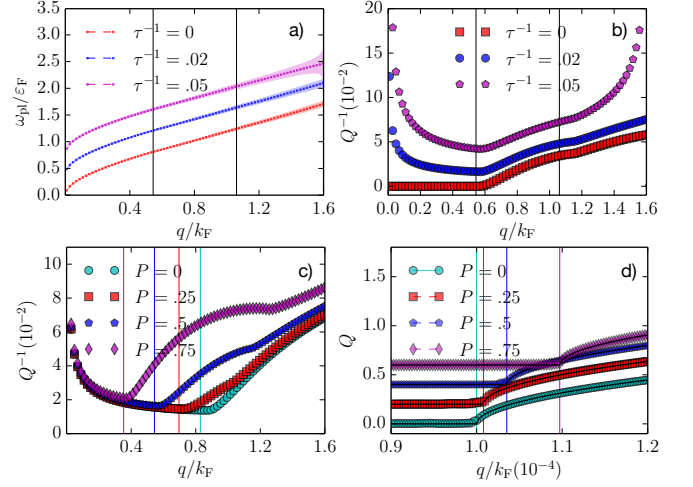 a)
τ⁻¹ = 0
τ⁻¹ = .02
τ⁻¹ = .05
ω_pl/ε_F
3.5
3.0
2.5
2.0
1.5
1.0
0.5
0.0
0.4 0.8 1.2 1.6
q/k_F
b)
τ⁻¹ = 0
τ⁻¹ = .02
τ⁻¹ = .05
Q⁻¹(10⁻²)
20
15
10
5
0
0.0 0.2 0.4 0.6 0.8 1.0 1.2 1.4 1.6
q/k_F
c)
P = 0
P = .25
P = .5
P = .75
Q⁻¹(10⁻²)
10
8
6
4
2
0
0.4 0.8 1.2 1.6
q/k_F
d)
P = 0
P = .25
P = .5
P = .75
Q
1.5
1.0
0.5
0.0
0.9 1.0 1.1 1.2
q/k_F(10⁻⁴)